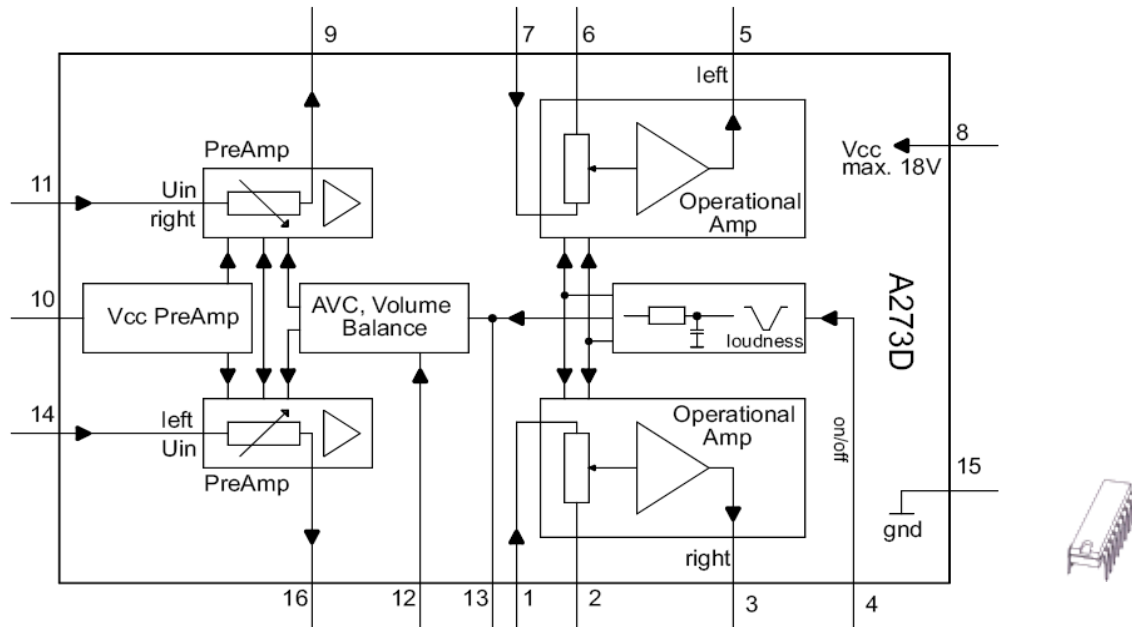 9
7
6
5
left
PreAmp
8
Vcc
max. 18V
11
Uin
right
Operational
Amp
10
Vcc PreAmp
AVC, Volume
Balance
loudness
A273D
14
left
Uin
PreAmp
Operational
Amp
on/off
15
gnd
right
16
12
13
1
2
3
4